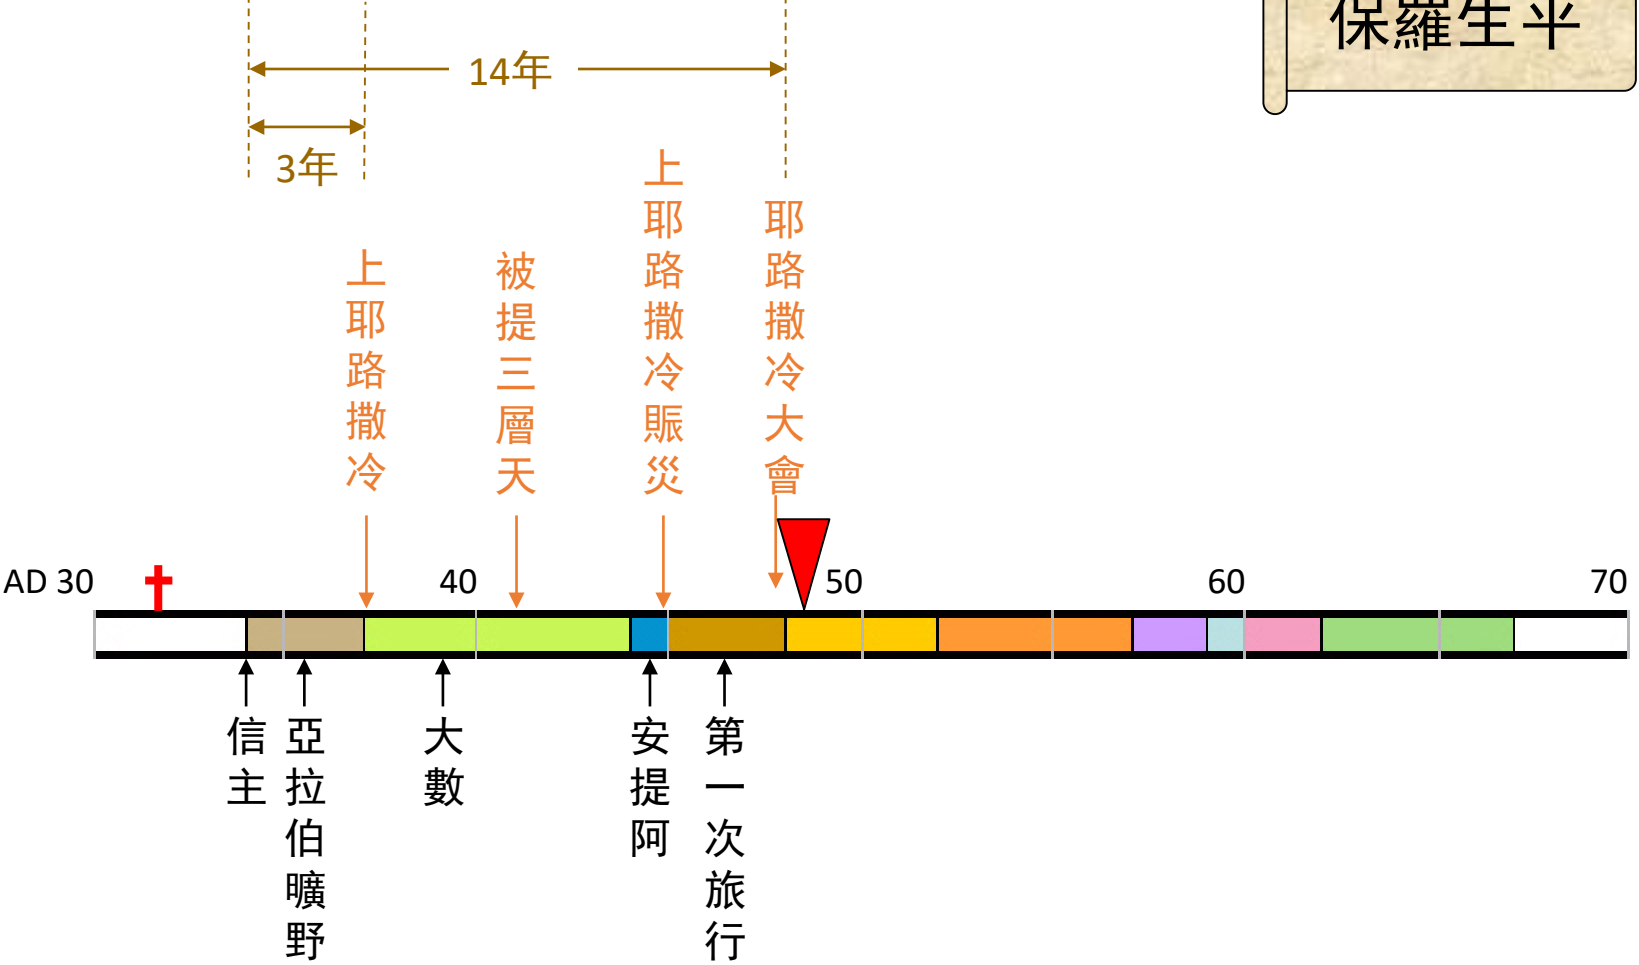 保羅生平
14年
3年
上耶路撒冷
被提三層天
上耶路撒冷賑災
耶路撒冷大會
AD 30
40
50
60
70
信主
亞拉伯曠野
大數
安提阿
第一次旅行